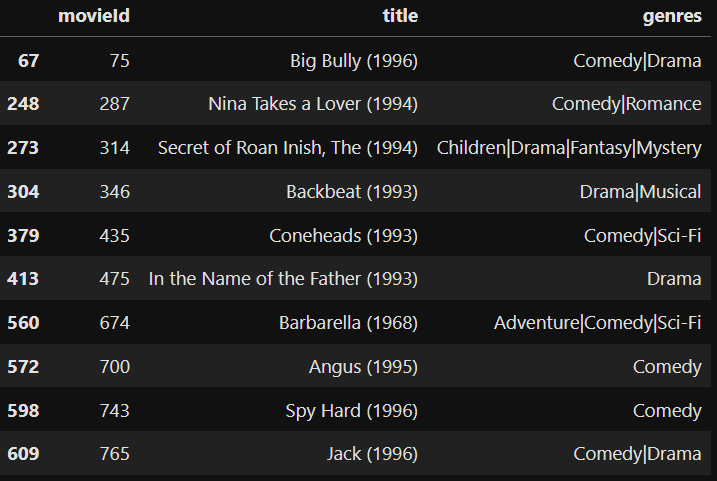 movieId title genres
67 75 Big Bully (1996) Comedy|Drama
248 287 Nina Takes a Lover (1994) Comedy|Romance
273 314 Secret of Roan Inish, The (1994) Children|Drama|Fantasy|Mystery
304 346 Backbeat (1993) Drama|Musical
379 435 Coneheads (1993) Comedy|Sci-Fi
413 475 In the Name of the Father (1993) Drama
560 674 Barbarella (1968) Adventure|Comedy|Sci-Fi
572 700 Angus (1995) Comedy
598 743 Spy Hard (1996) Comedy
609 765 Jack (1996) Comedy|Drama